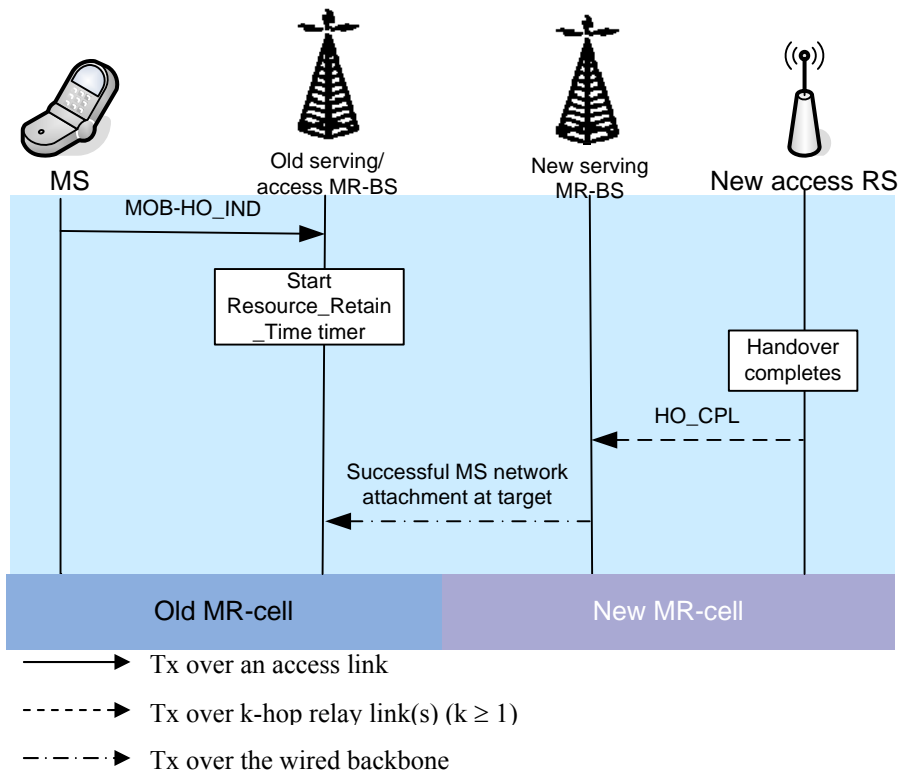 MS
Old serving/
access MR-BS
New serving
MR-BS
New access RS
MOB-HO_IND
Start
Resource_Retain
_Time timer
Handover
completes
HO_CPL
Successful MS network
attachment at target
Old MR-cell
New MR-cell
Tx over an access link
Tx over k-hop relay link(s) (k ≥ 1)
Tx over the wired backbone